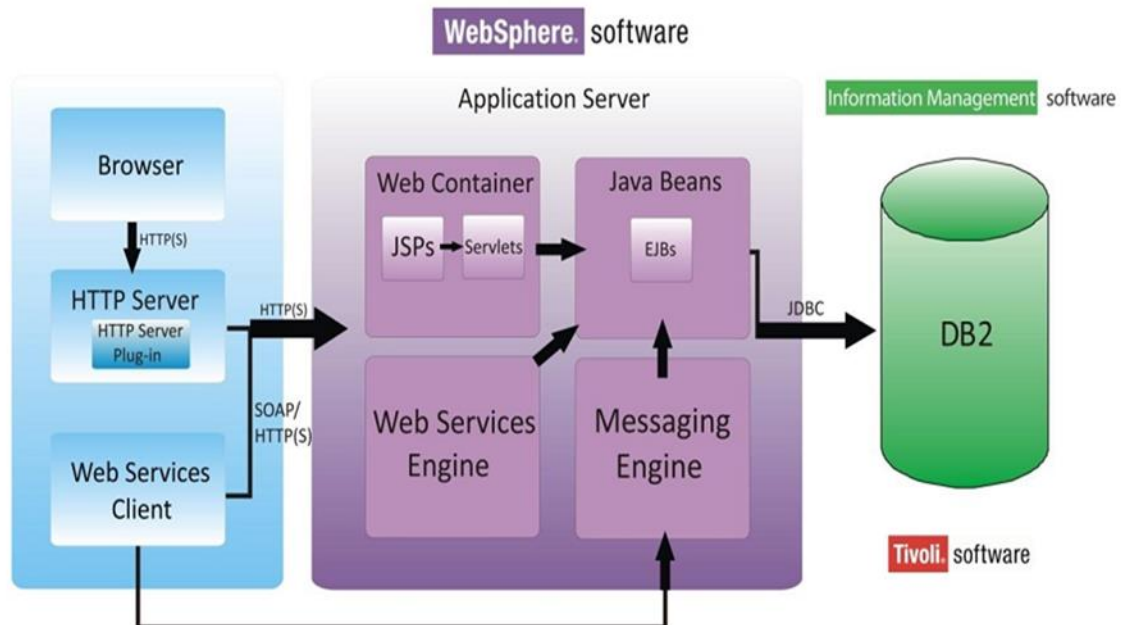 WebSphere. software
Application Server
Information Management software
Browser
HTTP(S)
HTTP Server
HTTP Server
Plug-in
HTTP(S)
SOAP/
HTTP(S)
Web Services
Client
Web Container
JSPs
Servlets
Java Beans
EJBs
Web Services
Engine
Messaging
Engine
JDBC
DB2
Tivoli. software